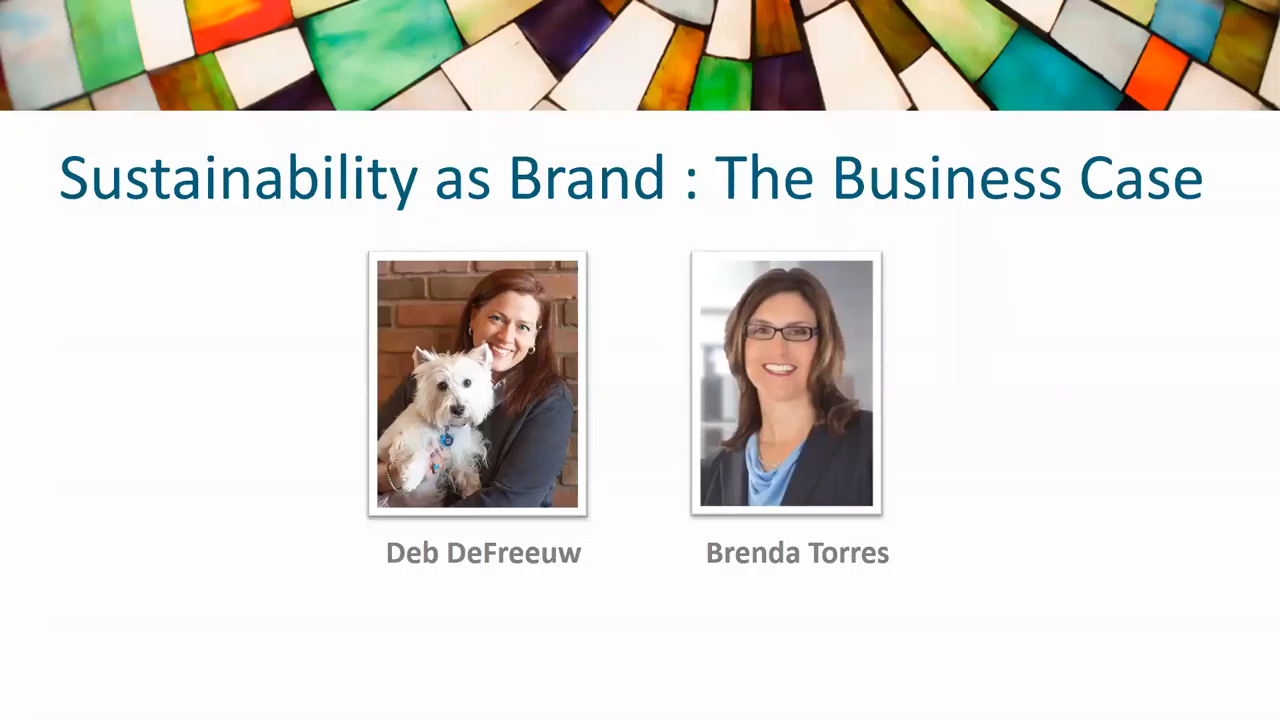 Sustainability as Brand : The Business Case
Deb DeFreeuw
Brenda Torres